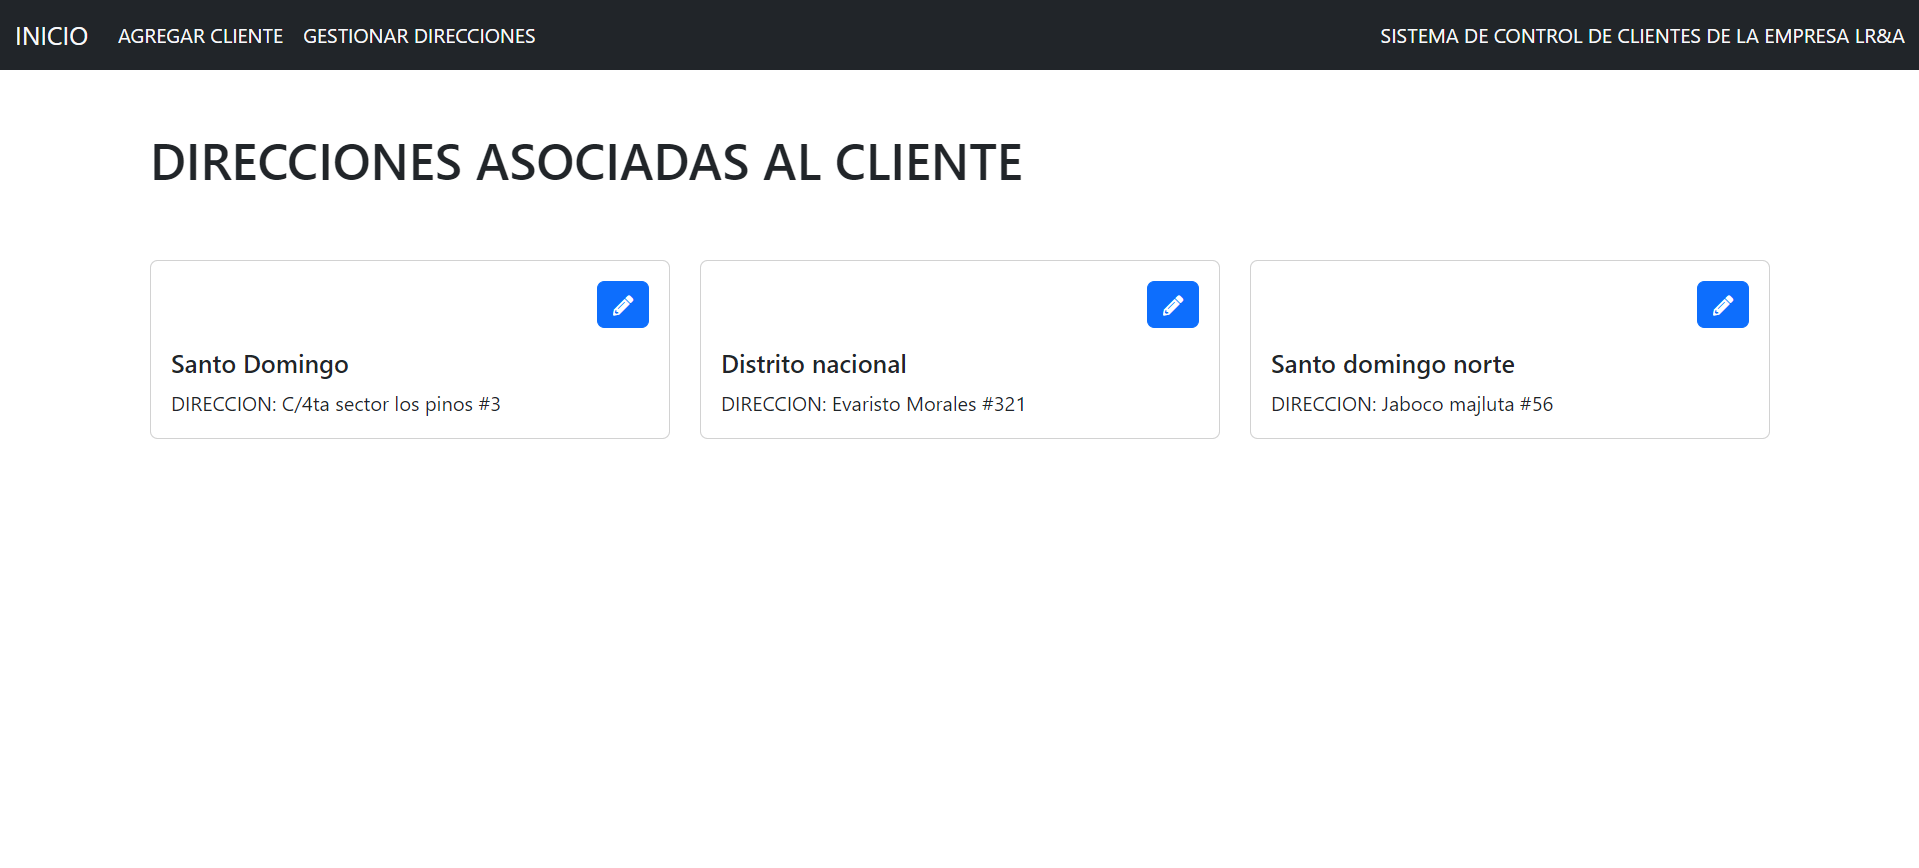 INICIO AGREGAR CLIENTE GESTIONAR DIRECCIONES SISTEMA DE CONTROL DE CLIENTES DE LA EMPRESA LR&A
DIRECCIONES ASOCIADAS AL CLIENTE
Santo Domingo
DIRECCION: C/4ta sector los pinos #3
Distrito nacional
DIRECCION: Evaristo Morales #321
Santo domingo norte
DIRECCION: Jaboco majluta #56